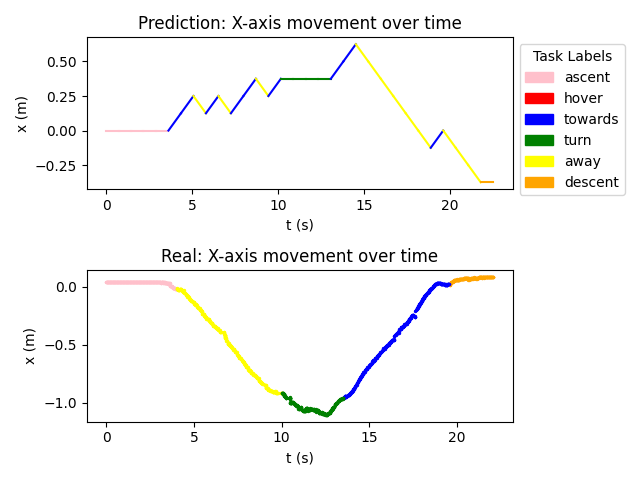 Prediction: X-axis movement over time
x (m)
0.50
0.25
0.00
−0.25
0 5 10 15 20
t (s)
Task Labels
ascent
hover
towards
turn
away
descent
Real: X-axis movement over time
x (m)
0.0
−0.5
−1.0
0 5 10 15 20
t (s)